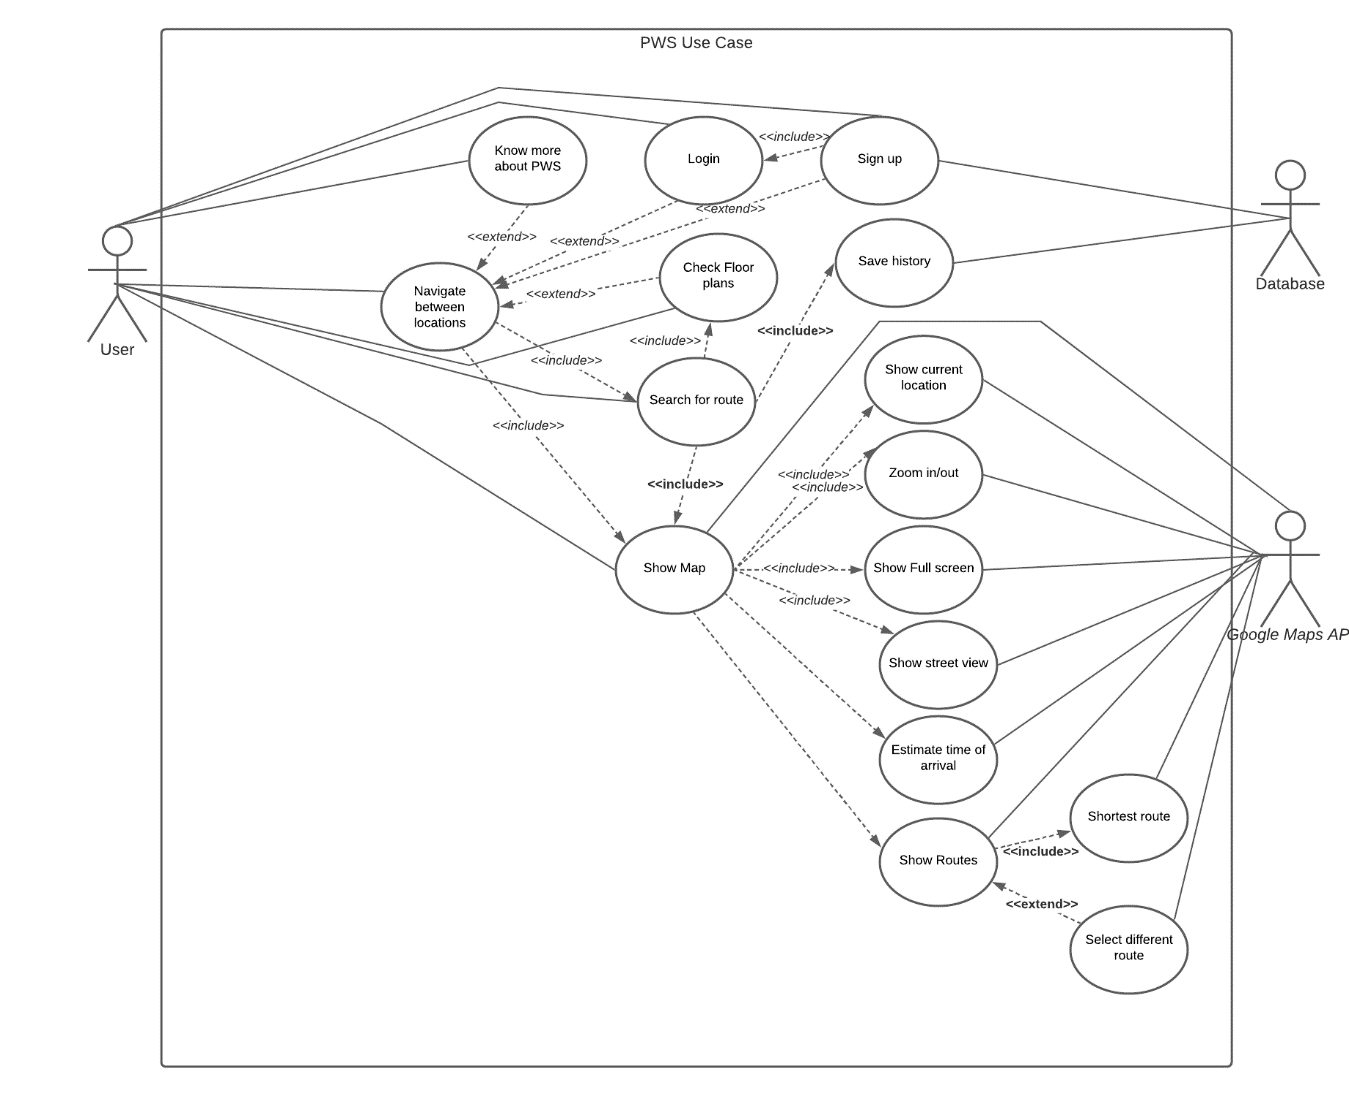 PWS Use Case
Know more
about PWS
Login
<<include>>
Sign up
<<extend>>
<<extend>>
<<extend>>
Check Floor
plans
Save history
Database
User
Navigate
between
locations
<<extend>>
<<include>>
<<include>>
<<include>>
Search for route
Show current
location
<<include>>
<<include>>
<<include>>
<<include>>
Zoom in/out
Show Map
<<include>>
Show Full screen
<<include>>
Google Maps AP
Show street view
Estimate time of
arrival
Shortest route
Show Routes
<<include>>
<<extend>>
Select different
route